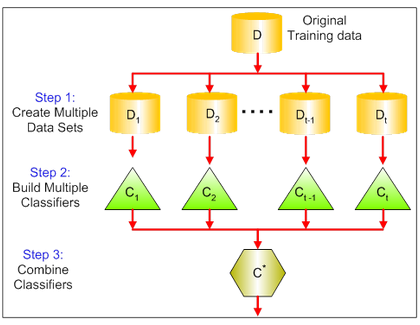 D
Original
Training data
Step 1:
Create Multiple
Data Sets
D1
D2
....
Dt-1
Dt
Step 2:
Build Multiple
Classifiers
C1
C2
Ct-1
Ct
Step 3:
Combine
Classifiers
C*